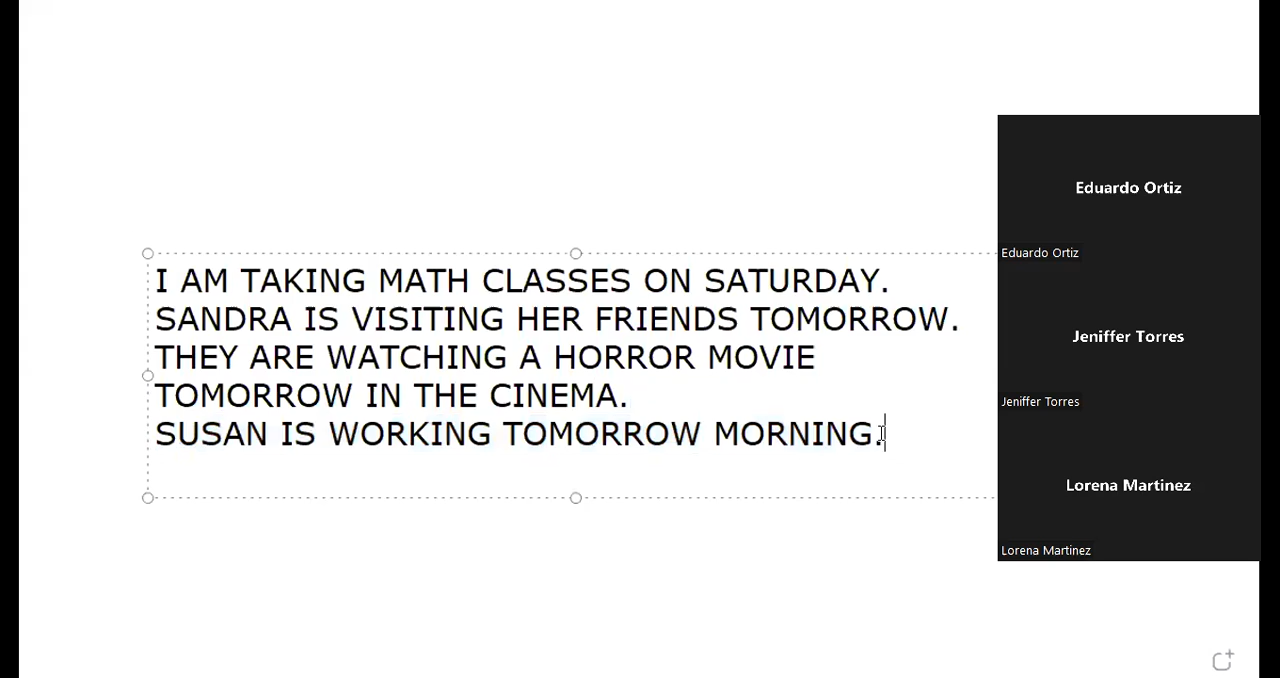 I AM TAKING MATH CLASSES ON SATURDAY.
SANDRA IS VISITING HER FRIENDS TOMORROW.
THEY ARE WATCHING A HORROR MOVIE
TOMORROW IN THE CINEMA.
SUSAN IS WORKING TOMORROW MORNING.
Eduardo Ortiz
Eduardo Ortiz
Jeniffer Torres
Jeniffer Torres
Lorena Martinez
Lorena Martinez